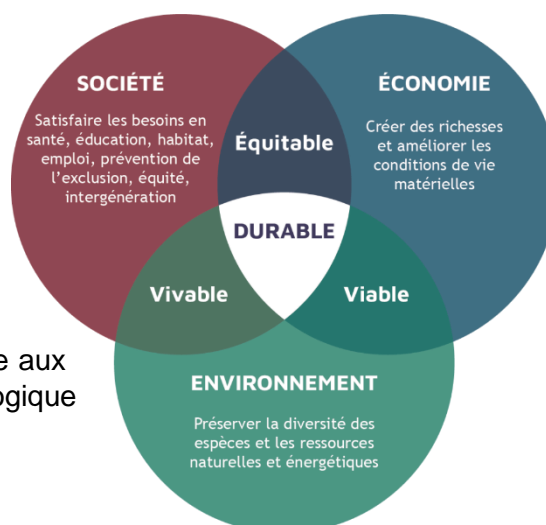 SOCIÉTÉ
Satisfaire les besoins en
santé, éducation, habitat,
emploi, prévention de
l'exclusion, équité,
intergénération
ÉCONOMIE
Créer des richesses
et améliorer les
conditions de vie
matérielles
Équitable
DURABLE
Vivable
Viable
e aux
ogique
ENVIRONNEMENT
Préserver la diversité des
espèces et les ressources
naturelles et énergétiques